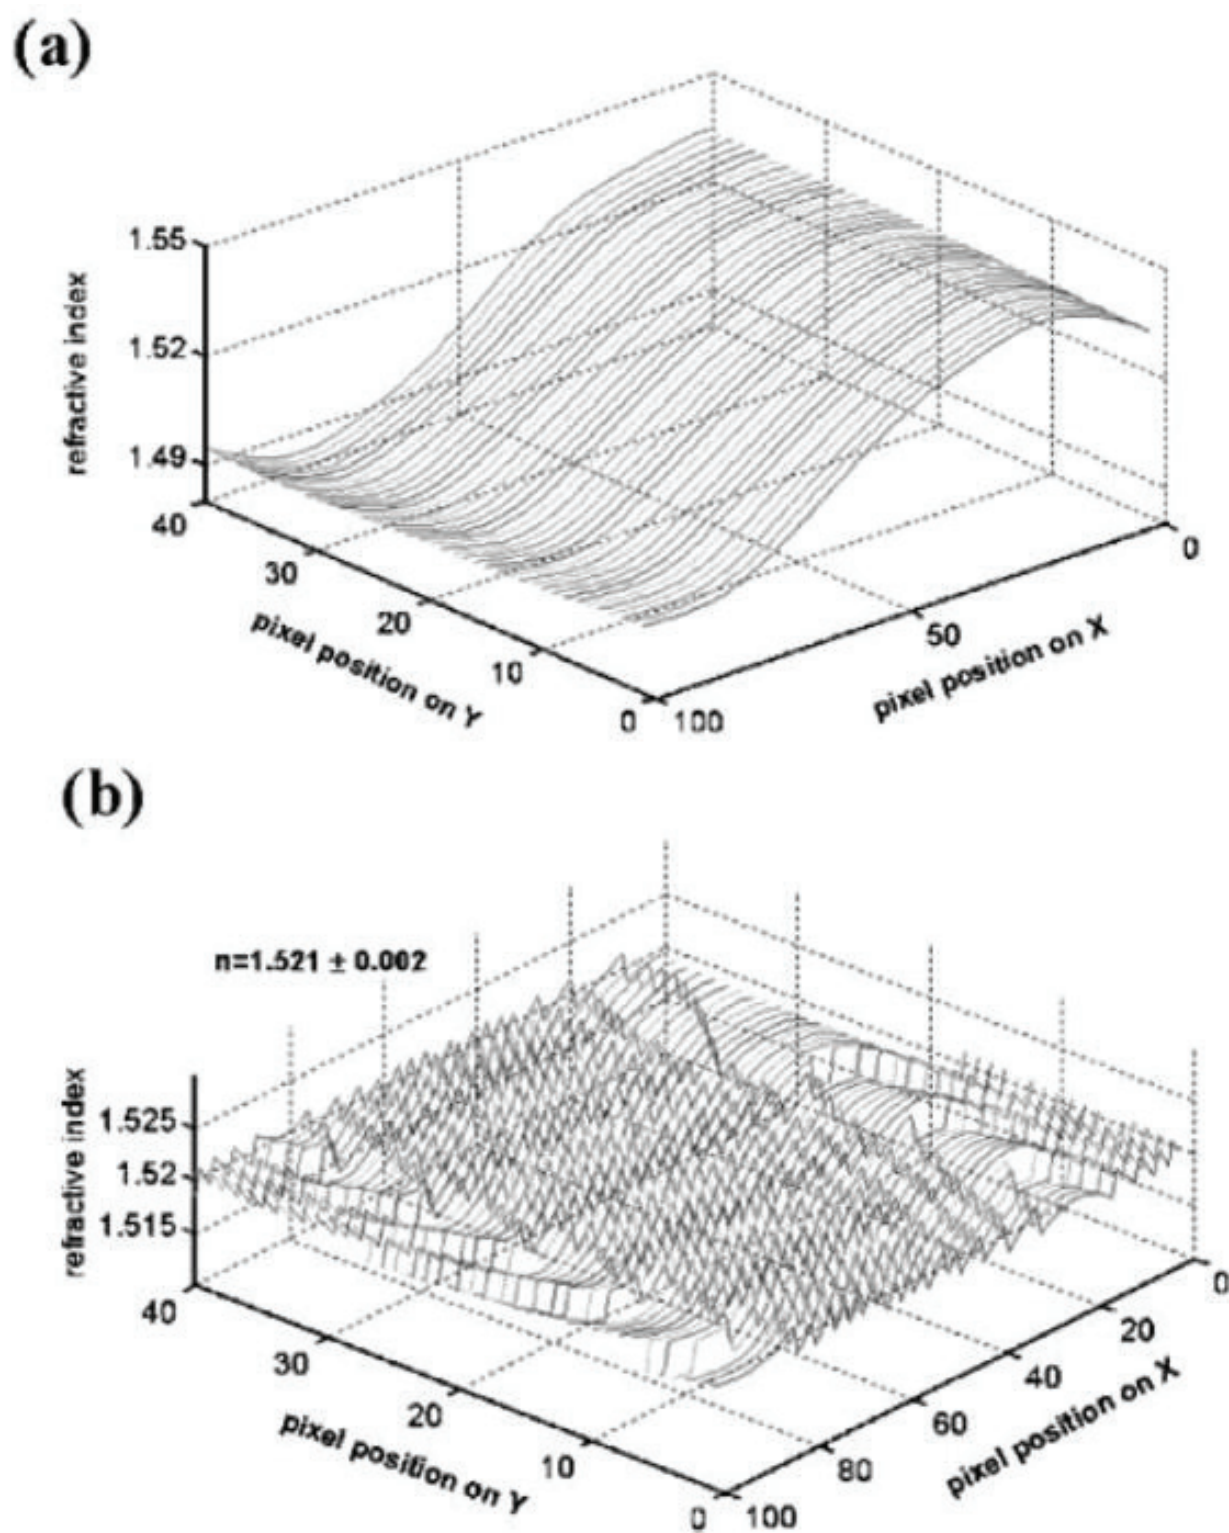 (a)
1.55
1.52
1.49
refractive index
40
30
20
10
0
pixel position on Y
100
50
0
pixel position on X
(b)
n=1.521 ± 0.002
1.525
1.52
1.515
refractive index
40
30
20
10
0
pixel position on Y
100
80
60
40
20
0
pixel position on X